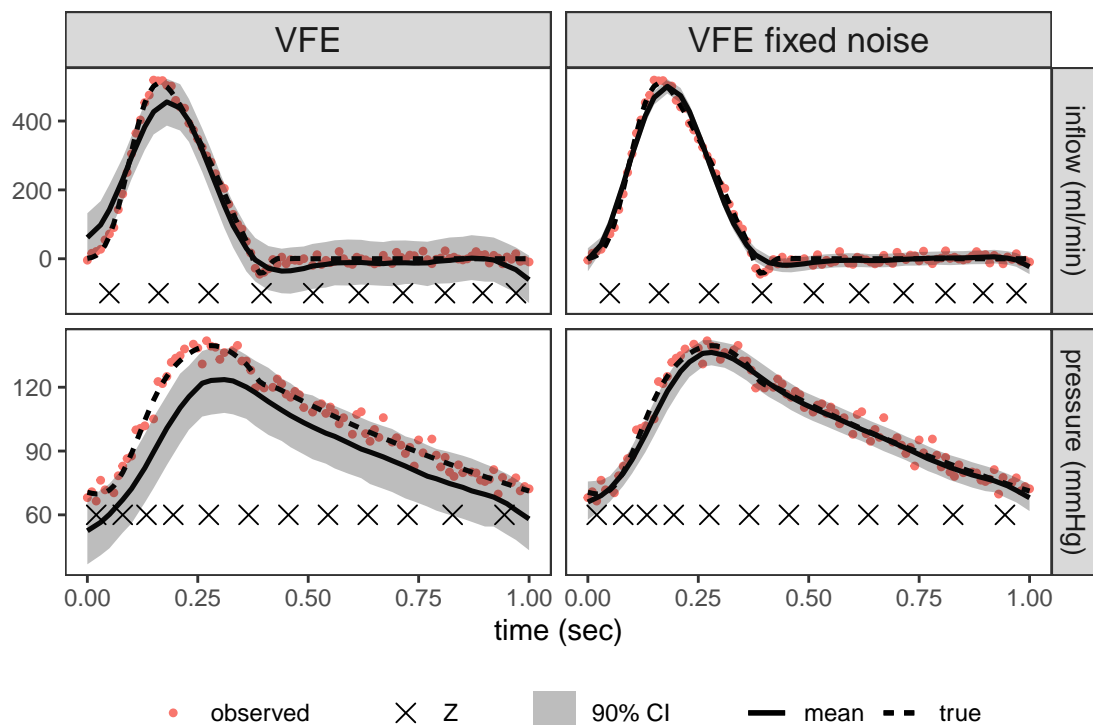 VFE
VFE fixed noise
400
200
0
inflow (ml/min)
120
90
60
pressure (mmHg)
0.00 0.25 0.50 0.75 1.00
0.00 0.25 0.50 0.75 1.00
time (sec)
observed Z 90% CI mean true